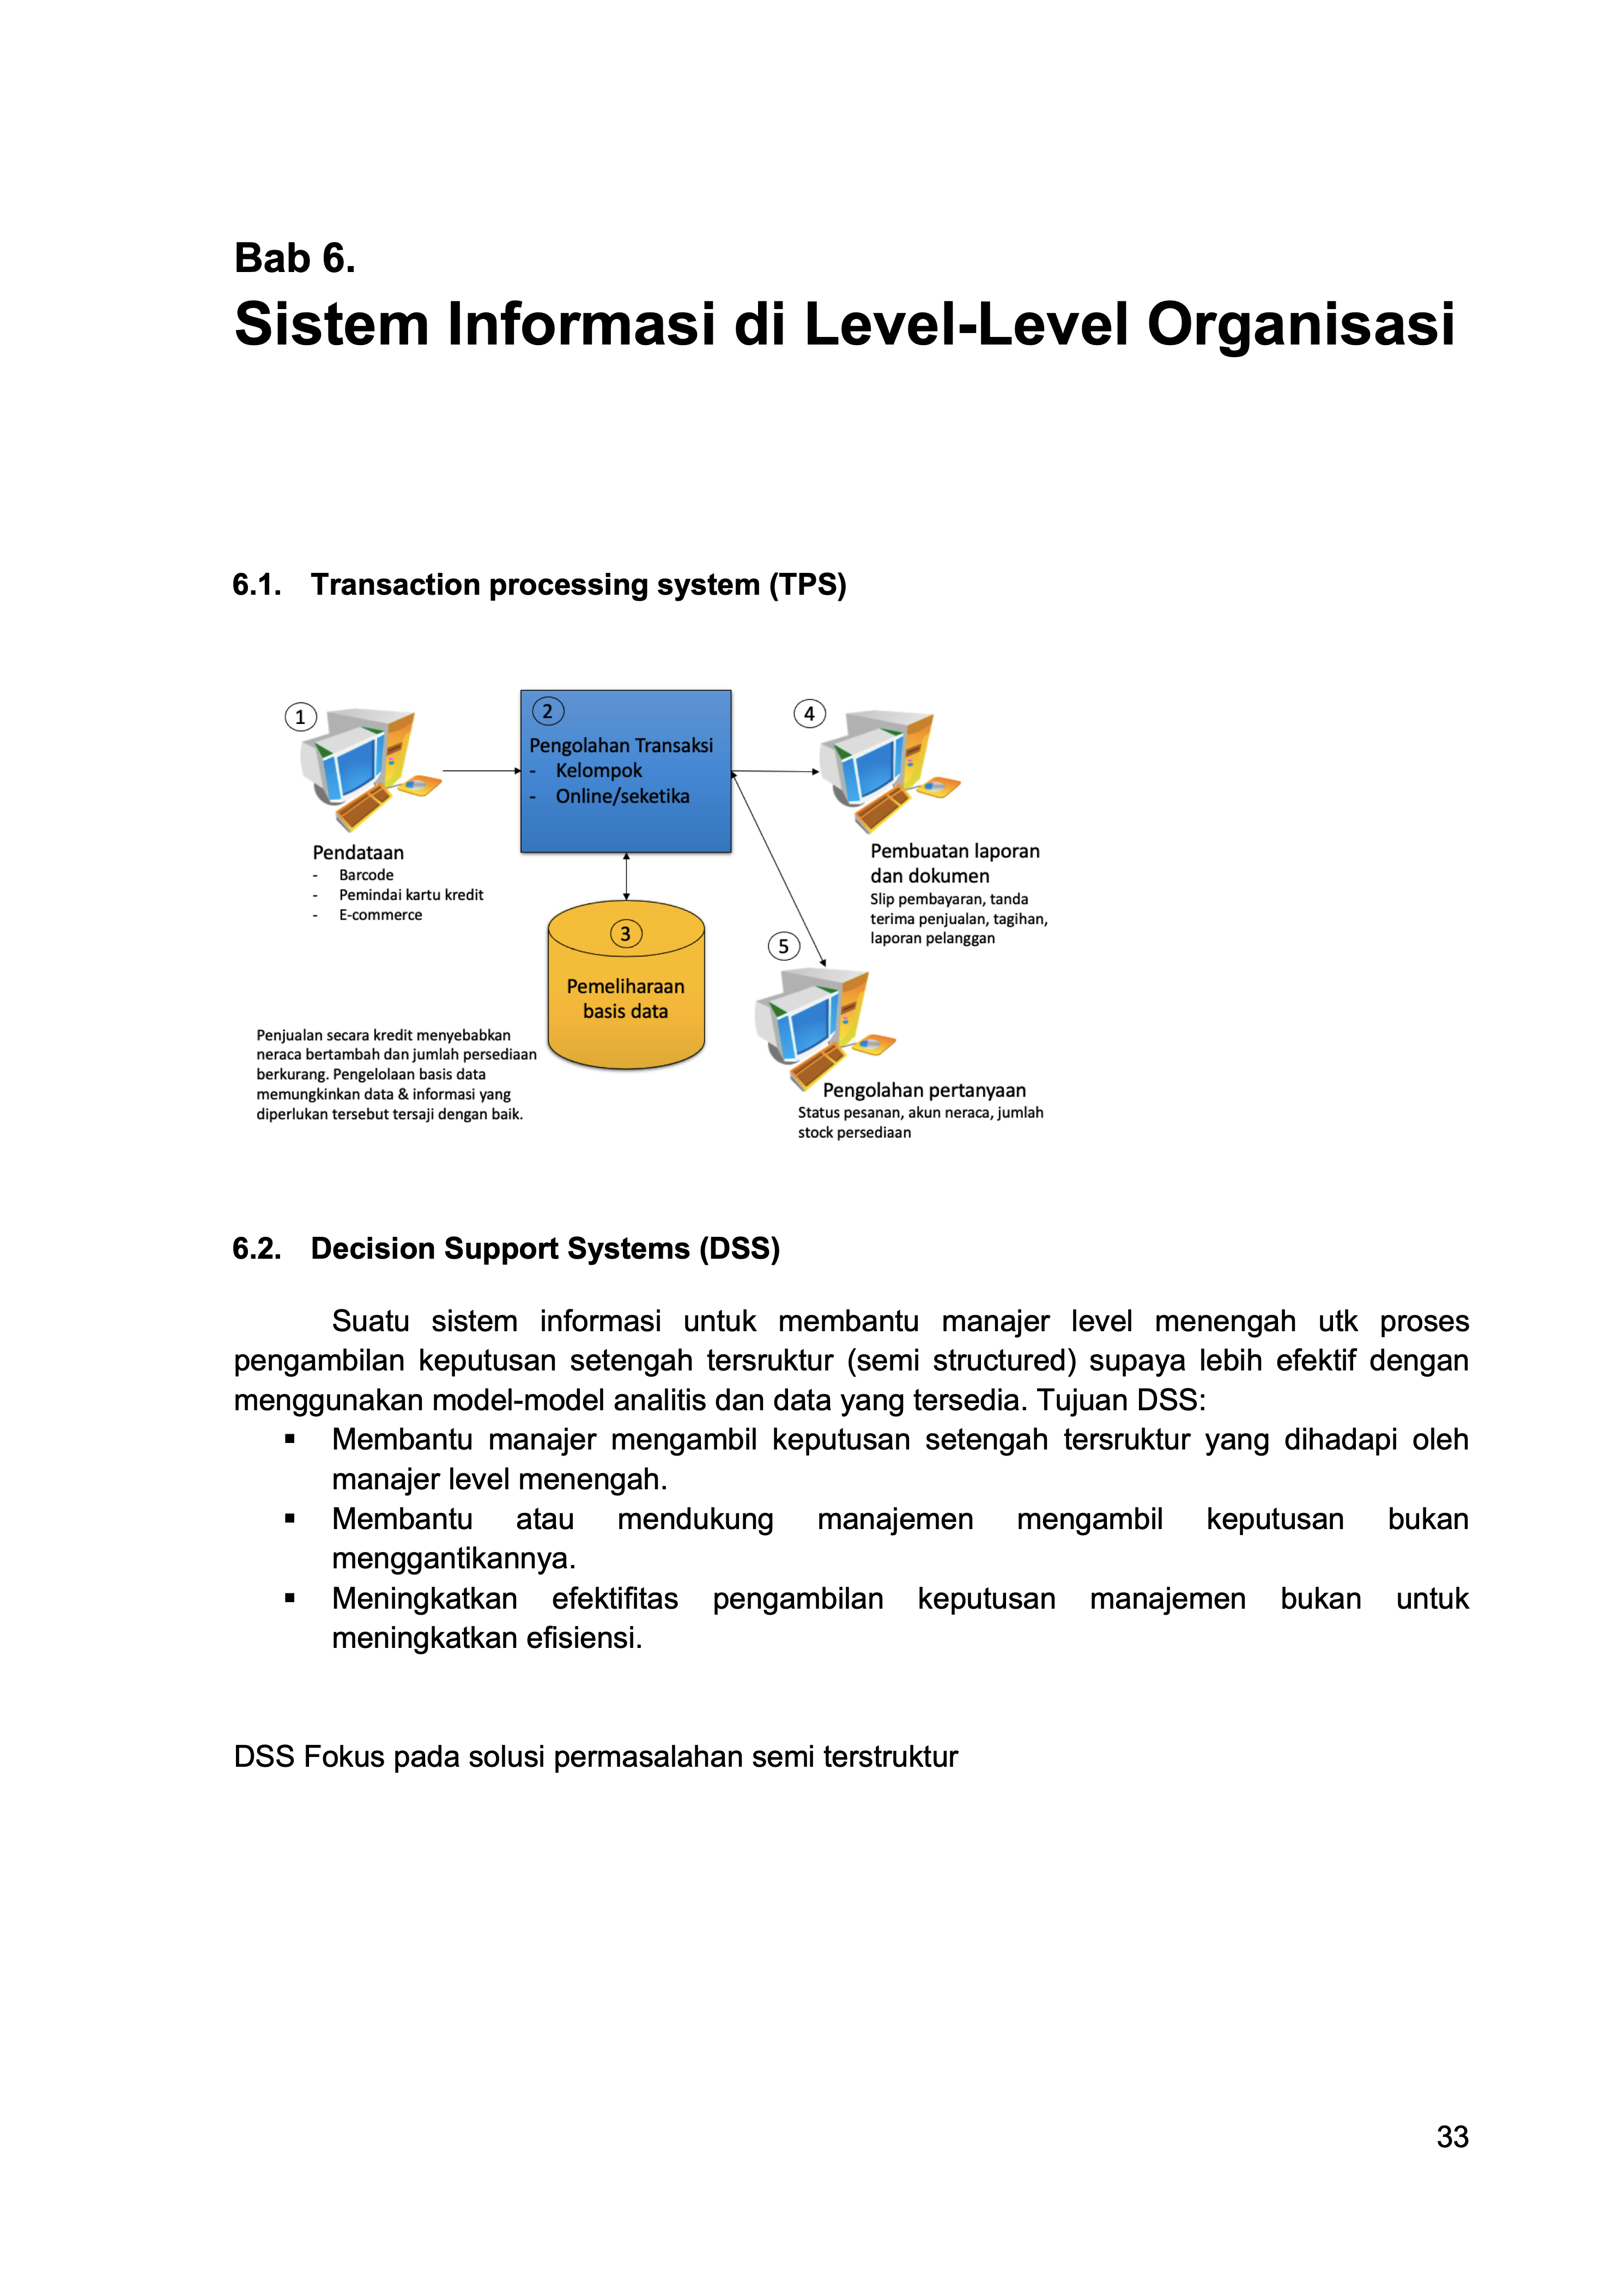 Bab 6.
Sistem Informasi di Level-Level Organisasi
6.1. Transaction processing system (TPS)
1
Pendataan
- Barcode
- Pemindai kartu kredit
- E-commerce
2
Pengolahan Transaksi
- Kelompok
- Online/seketika
3
Pemeliharaan
basis data
4
Pembuatan laporan
dan dokumen
Slip pembayaran, tanda
terima penjualan, tagihan,
laporan pelanggan
5
Pengolahan pertanyaan
Status pesanan, akun neraca, jumlah
stock persediaan
Penjualan secara kredit menyebabkan
neraca bertambah dan jumlah persediaan
berkurang. Pengelolaan basis data
memungkinkan data & informasi yang
diperlukan tersebut tersaji dengan baik.
6.2. Decision Support Systems (DSS)
Suatu sistem informasi untuk membantu manajer level menengah utk proses
pengambilan keputusan setengah tersruktur (semi structured) supaya lebih efektif dengan
menggunakan model-model analitis dan data yang tersedia. Tujuan DSS:
▪ Membantu manajer mengambil keputusan setengah tersruktur yang dihadapi oleh
manajer level menengah.
▪ Membantu atau mendukung manajemen mengambil keputusan bukan
menggantikannya.
▪ Meningkatkan efektifitas pengambilan keputusan manajemen bukan untuk
meningkatkan efisiensi.
DSS Fokus pada solusi permasalahan semi terstruktur
33